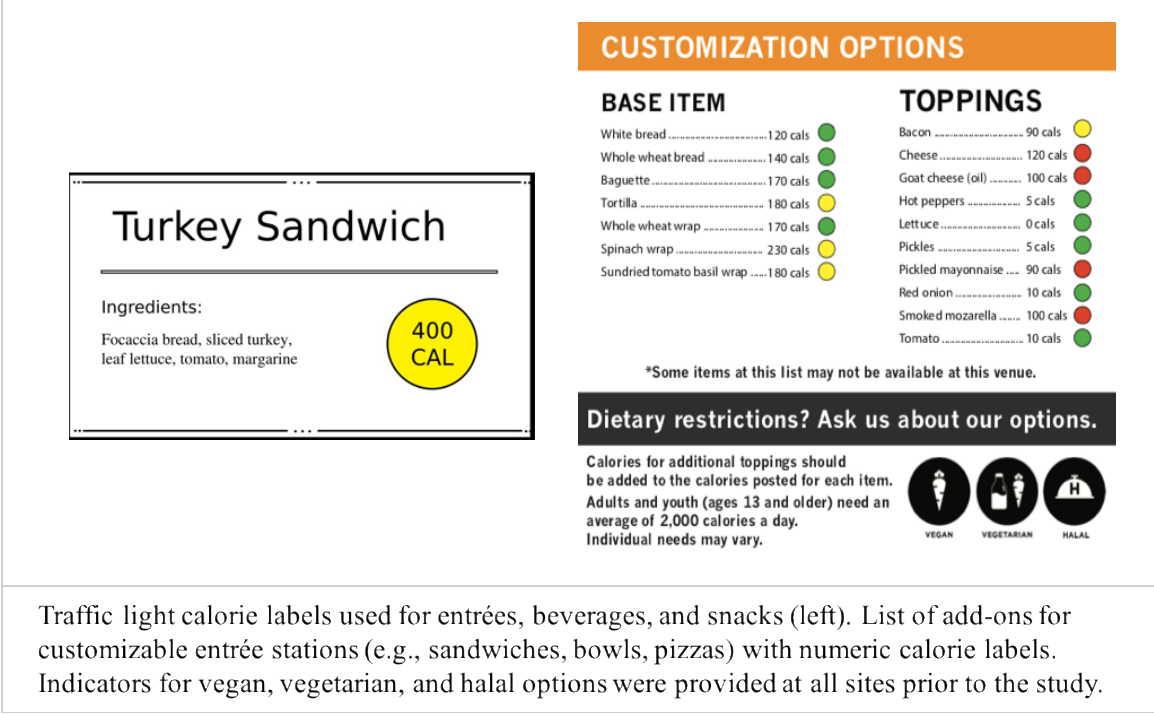 Turkey Sandwich
Ingredients:
Focaccia bread, sliced turkey,
leaf lettuce, tomato, margarine
400
CAL
CUSTOMIZATION OPTIONS
BASE ITEM
White bread ................................... 120 cals
Whole wheat bread ..................... 140 cals
Baguette ........................................ 170 cals
Tortilla ............................................ 180 cals
Whole wheat wrap ...................... 170 cals
Spinach wrap ................................ 230 cals
Sundried tomato basil wrap ...... 180 cals
TOPPINGS
Bacon ............................... 90 cals
Cheese ............................. 120 cals
Goat cheese (oil) ............ 100 cals
Hot peppers ................... 5 cals
Lettuce ............................ 0 cals
Pickles ............................. 5 cals
Pickled mayonnaise ..... 90 cals
Red onion ....................... 10 cals
Smoked mozarella ........ 100 cals
Tomato ............................ 10 cals
*Some items at this list may not be available at this venue.
Dietary restrictions? Ask us about our options.
Calories for additional toppings should
be added to the calories posted for each item.
Adults and youth (ages 13 and older) need an
average of 2,000 calories a day.
Individual needs may vary.
H
VEGAN
VEGETARIAN
HALAL
Traffic light calorie labels used for entrées, beverages, and snacks (left). List of add-ons for
customizable entrée stations (e.g., sandwiches, bowls, pizzas) with numeric calorie labels.
Indicators for vegan, vegetarian, and halal options were provided at all sites prior to the study.